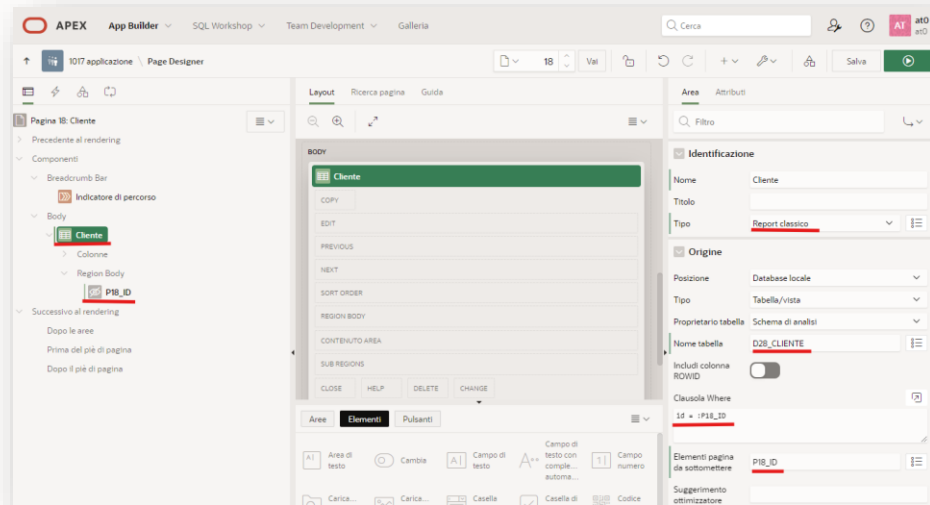 APEX App Builder SQL Workshop Team Development Galleria Cerca AT at0
at0
1017 applicazione \ Page Designer 18 Vai Salva
Layout Ricerca pagina Guida
Area Attributi
Pagina 18: Cliente
Precedente al rendering
Componenti
Breadcrumb Bar
Indicatore di percorso
Body
Cliente
Colonne
Region Body
P18_ID
Successivo al rendering
Dopo le aree
Prima del piè di pagina
Dopo il piè di pagina
BODY
Cliente
COPY
EDIT
PREVIOUS
NEXT
SORT ORDER
REGION BODY
CONTENUTO AREA
SUB REGIONS
CLOSE HELP DELETE CHANGE
Aree Elementi Pulsanti
Area di testo
Cambia
Campo di testo
Campo di testo con comple... automa...
Campo numero
Carica...
Carica...
Casella
Casella di
Codice
Filtro
Identificazione
Nome Cliente
Titolo
Tipo Report classico
Origine
Posizione Database locale
Tipo Tabella/vista
Proprietario tabella Schema di analisi
Nome tabella D28_CLIENTE
Includi colonna ROWID
Clausola Where
id = :P18_ID
Elementi pagina da sottomettere P18_ID
Suggerimento ottimizzatore